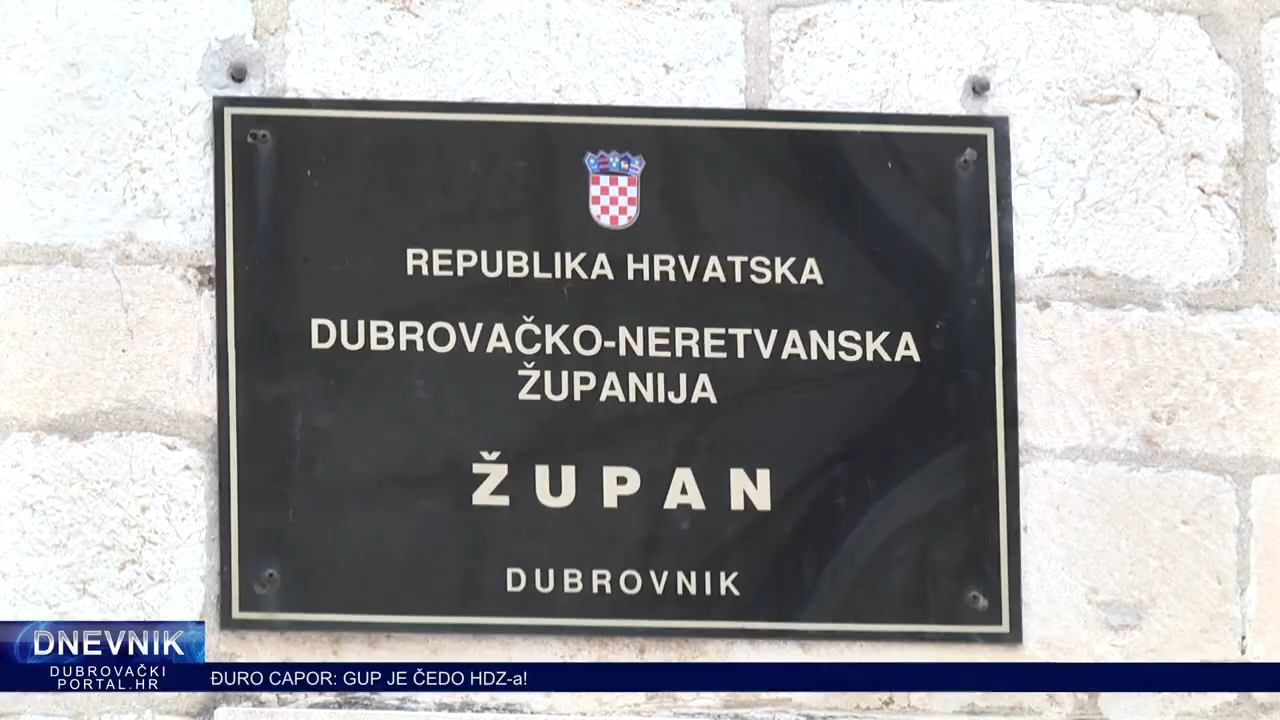 REPUBLIKA HRVATSKA
DUBROVAČKO-NERETVANSKA
ŽUPANIJA
ŽUPAN
DUBROVNIK
DNEVNIK
DUBROVAČKI
PORTAL.HR
ĐURO CAPOR: GUP JE ČEDO HDZ-a!